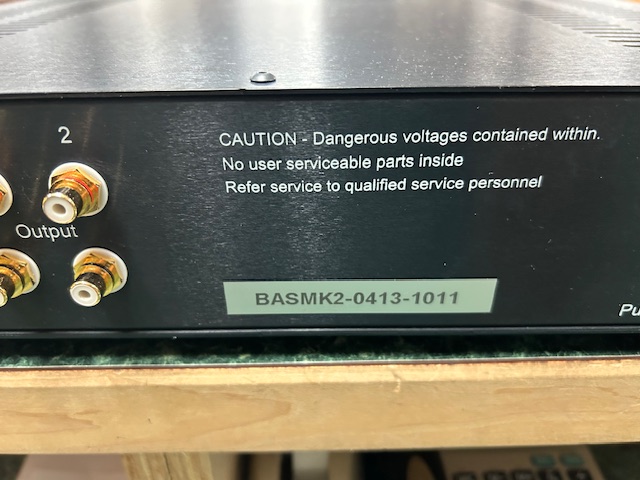 2
CAUTION - Dangerous voltages contained within.
No user serviceable parts inside
Refer service to qualified service personnel
Output
BASMK2-0413-1011
Pu